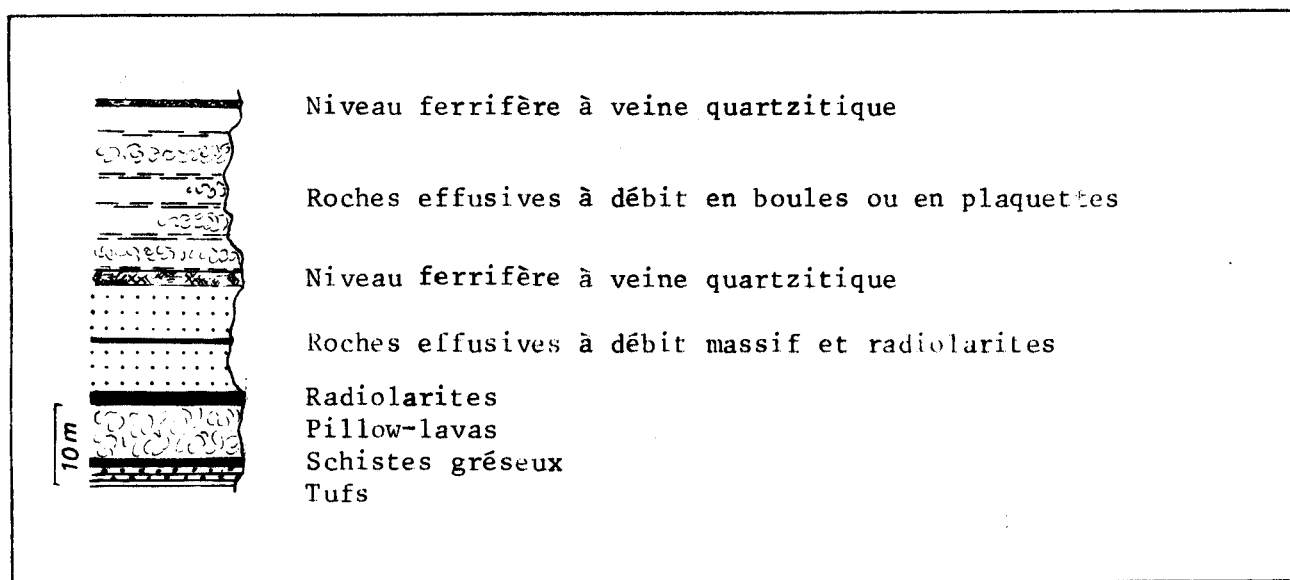 Niveau ferrifère à veine quartzitique
Roches effusives à débit en boules ou en plaquettes
Niveau ferrifère à veine quartzitique
Roches effusives à débit massif et radiolarites
Radiolarites
Pillow-lavas
Schistes gréseux
Tufs
10 m